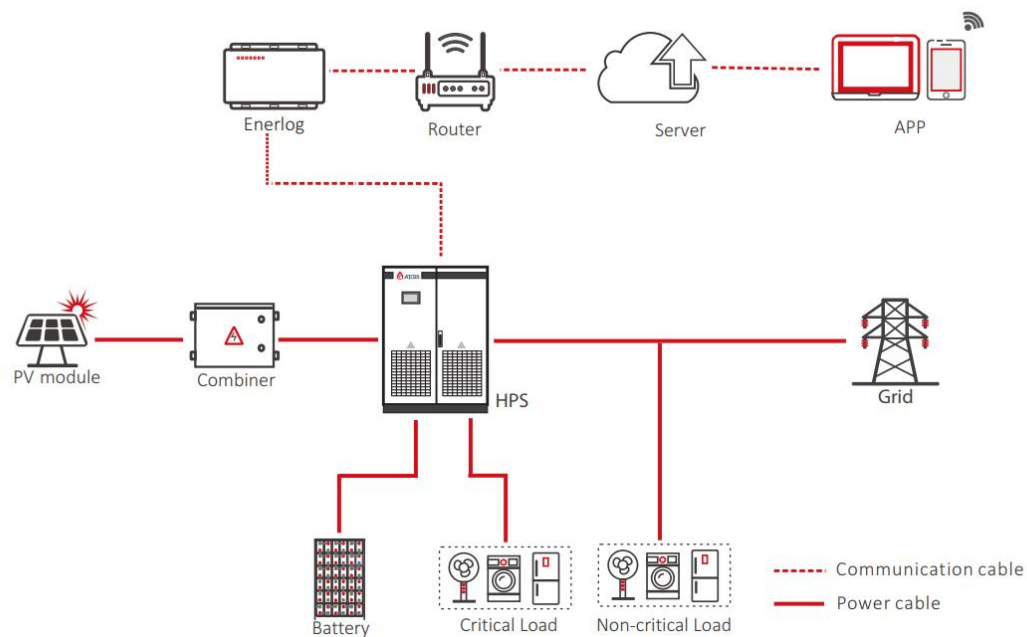 Enerlog
Router
Server
APP
ATESS
PV module
Combiner
HPS
Grid
Battery
Critical Load
Non-critical Load
Communication cable
Power cable